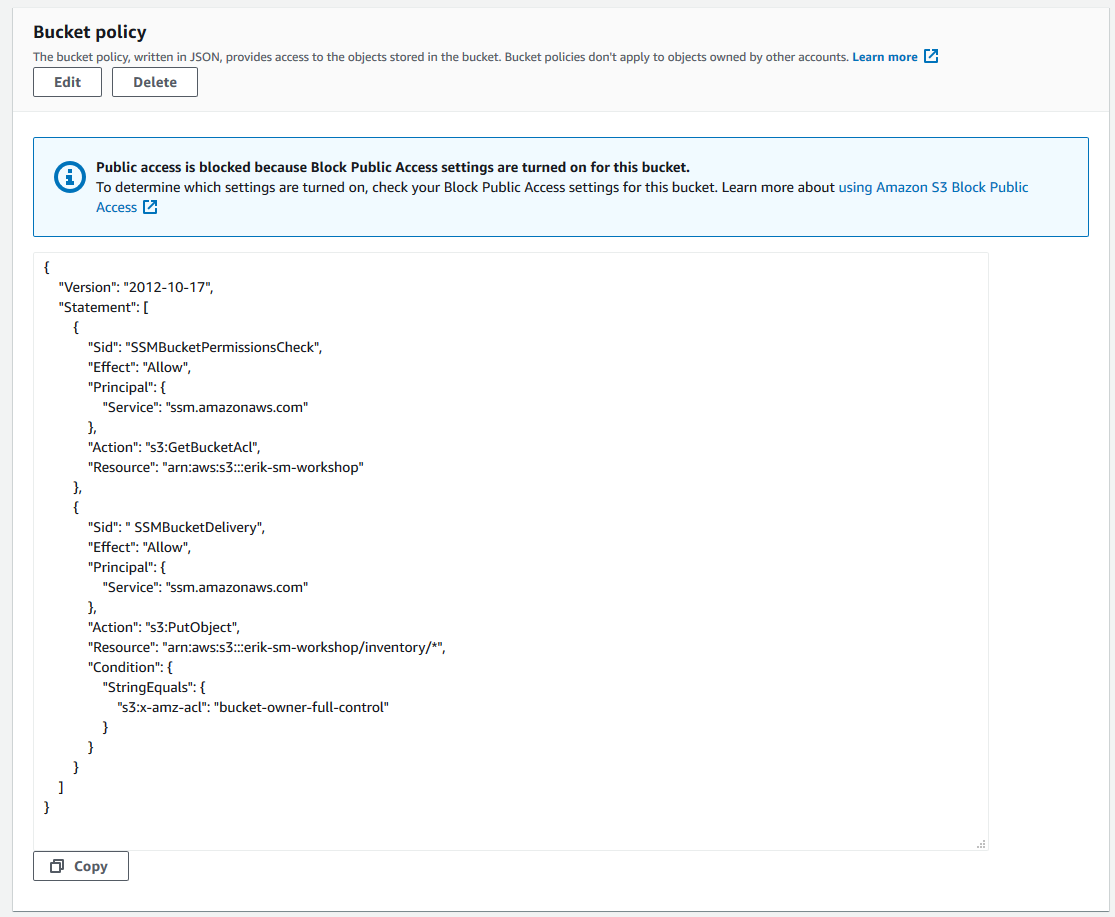 Bucket policy
The bucket policy, written in JSON, provides access to the objects stored in the bucket. Bucket policies don't apply to objects owned by other accounts. Learn more
Edit Delete
Public access is blocked because Block Public Access settings are turned on for this bucket.
To determine which settings are turned on, check your Block Public Access settings for this bucket. Learn more about using Amazon S3 Block Public
Access
{
    "Version": "2012-10-17",
    "Statement": [
        {
            "Sid": "SSMBucketPermissionsCheck",
            "Effect": "Allow",
            "Principal": {
                "Service": "ssm.amazonaws.com"
            },
            "Action": "s3:GetBucketAcl",
            "Resource": "arn:aws:s3:::erik-sm-workshop"
        },
        {
            "Sid": " SSMBucketDelivery",
            "Effect": "Allow",
            "Principal": {
                "Service": "ssm.amazonaws.com"
            },
            "Action": "s3:PutObject",
            "Resource": "arn:aws:s3:::erik-sm-workshop/inventory/*",
            "Condition": {
                "StringEquals": {
                    "s3:x-amz-acl": "bucket-owner-full-control"
                }
            }
        }
    ]
}
Copy